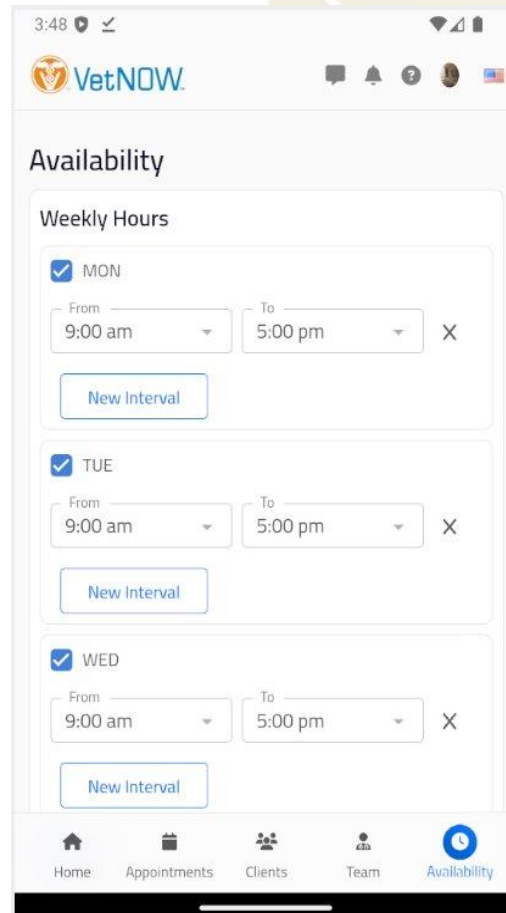 3:48
VetNOW.
Availability
Weekly Hours
MON
From To
9:00 am 5:00 pm X
New Interval
TUE
From To
9:00 am 5:00 pm X
New Interval
WED
From To
9:00 am 5:00 pm X
New Interval
Home Appointments Clients Team Availability